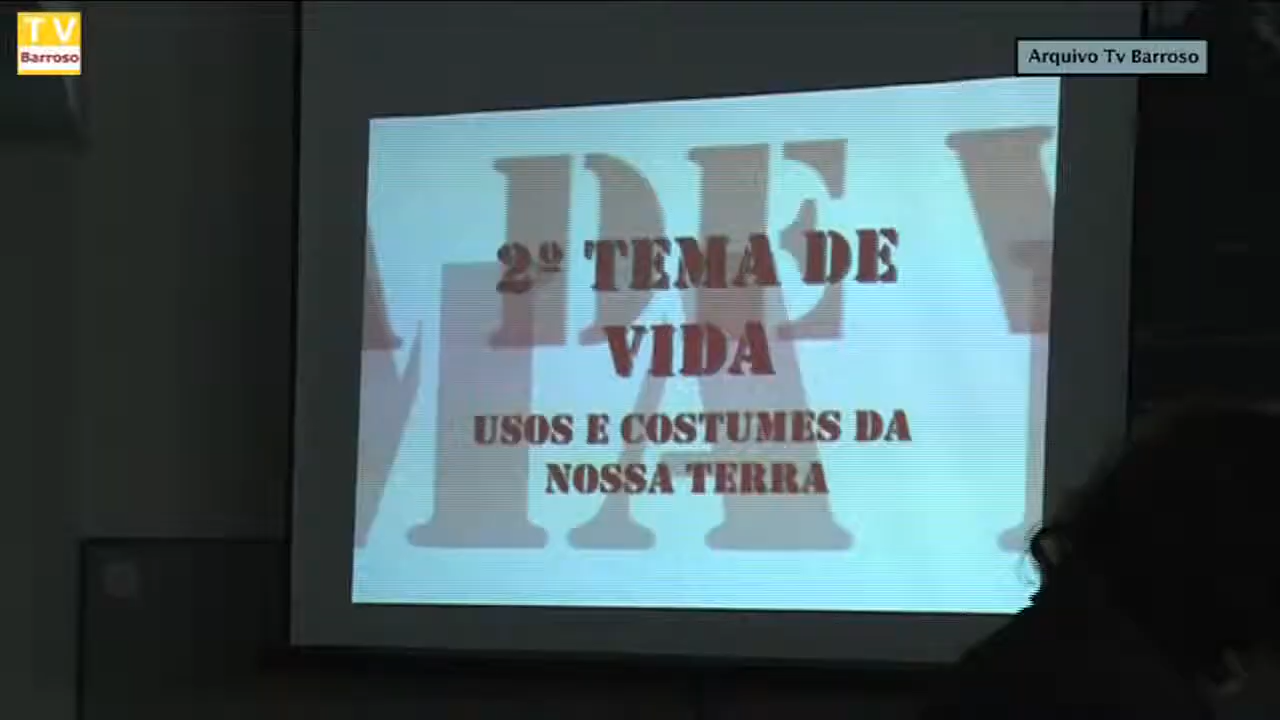 TV
Barroso
Arquivo Tv Barroso
2º TEMA DE
VIDA
USOS E COSTUMES DA
NOSSA TERRA